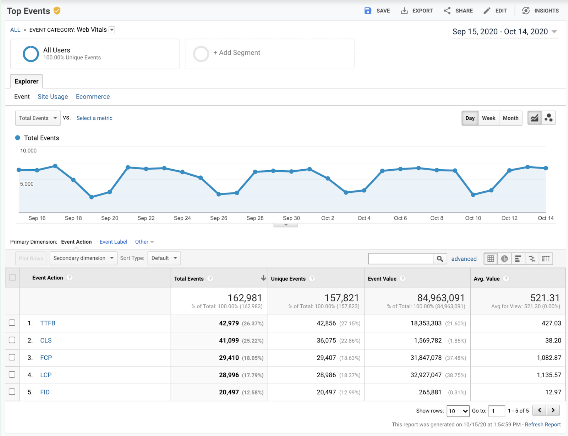 Top Events
SAVE EXPORT SHARE EDIT INSIGHTS
ALL » EVENT CATEGORY: Web Vitals
Sep 15, 2020 - Oct 14, 2020
All Users
100.00% Unique Events
+ Add Segment
Explorer
Event Site Usage Ecommerce
Total Events VS. Select a metric
Day Week Month
Total Events
10,000
5,000
Sep 16 Sep 18 Sep 20 Sep 22 Sep 24 Sep 26 Sep 28 Sep 30 Oct 2 Oct 4 Oct 6 Oct 8 Oct 10 Oct 12 Oct 14
Primary Dimension: Event Action Event Label Other
Plot Rows Secondary dimension Sort Type: Default advanced
Event Action Total Events Unique Events Event Value Avg. Value
162,981 157,821 84,963,091 521.31
% of Total: 100.00% (162,981) % of Total: 100.00% (157,821) % of Total: 100.00% (84,963,091) Avg for View: 521.31 (0.00%)
1. TTFB 42,979 (26.37%) 42,856 (27.15%) 18,353,303 (21.60%) 427.03
2. CLS 41,099 (25.22%) 36,075 (22.86%) 1,569,782 (1.85%) 38.20
3. FCP 29,410 (18.05%) 29,407 (18.63%) 31,847,078 (37.48%) 1,082.87
4. LCP 28,996 (17.79%) 28,986 (18.37%) 32,927,047 (38.75%) 1,135.57
5. FID 20,497 (12.58%) 20,497 (12.99%) 265,881 (0.31%) 12.97
Show rows: 10 Go to: 1 1 - 5 of 5
This report was generated on 10/15/20 at 1:54:59 PM - Refresh Report